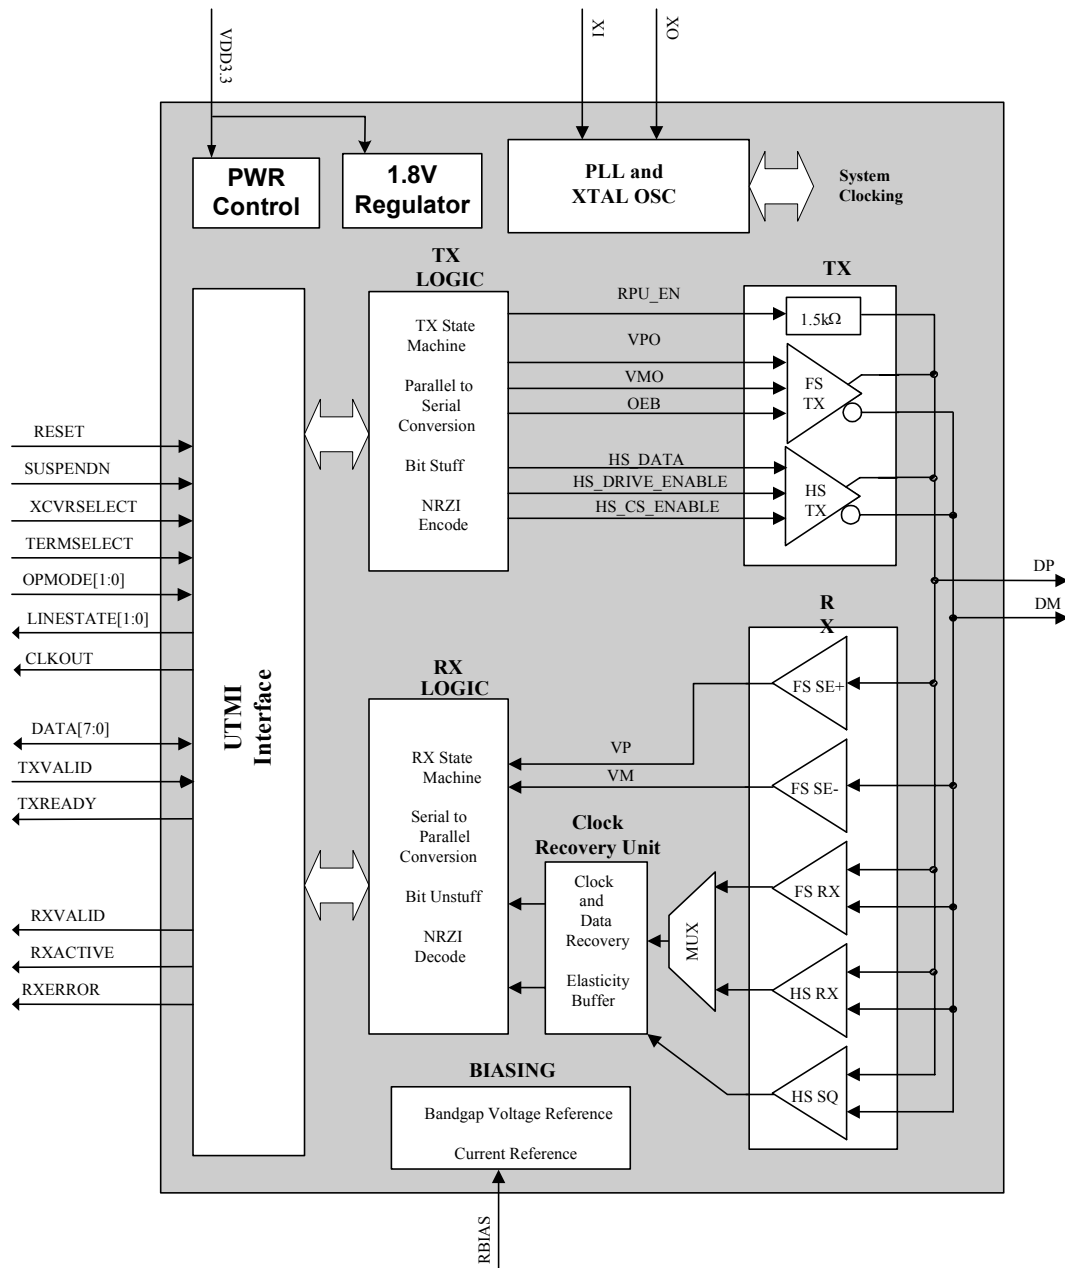 VDD3.3
XI
XO
PWR
Control
1.8V
Regulator
PLL and
XTAL OSC
System
Clocking
TX
LOGIC
TX
RPU_EN
1.5kΩ
TX State
Machine
VPO
Parallel to
Serial
Conversion
VMO
FS
TX
OEB
RESET
Bit Stuff
HS_DATA
SUSPENDN
HS_DRIVE_ENABLE
HS
TX
NRZI
Encode
HS_CS_ENABLE
XCVRSELECT
TERMSELECT
OPMODE[1:0]
DP
LINESTATE[1:0]
DM
R
X
CLKOUT
UTMI
Interface
RX
LOGIC
FS SE+
DATA[7:0]
VP
RX State
Machine
VM
TXVALID
FS SE-
TXREADY
Serial to
Parallel
Conversion
Clock
Recovery Unit
Clock
and
Data
Recovery
Elasticity
Buffer
FS RX
Bit Unstuff
MUX
RXVALID
NRZI
Decode
RXACTIVE
HS RX
RXERROR
BIASING
HS SQ
Bandgap Voltage Reference
Current Reference
RBIAS